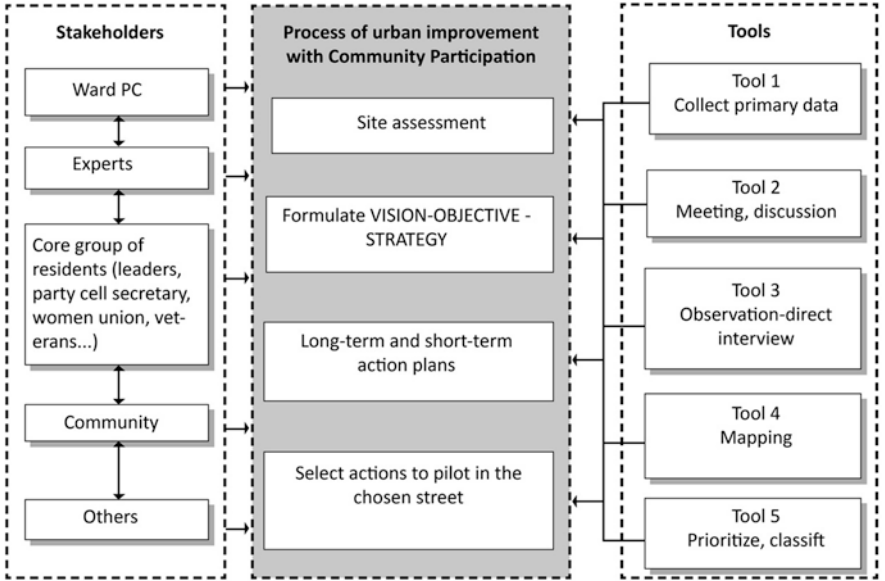 Stakeholders
Ward PC
Experts
Core group of
residents (leaders,
party cell secretary,
women union, vet-
erans...)
Community
Others
Process of urban improvement
with Community Participation
Site assessment
Formulate VISION-OBJECTIVE -
STRATEGY
Long-term and short-term
action plans
Select actions to pilot in the
chosen street
Tools
Tool 1
Collect primary data
Tool 2
Meeting, discussion
Tool 3
Observation-direct
interview
Tool 4
Mapping
Tool 5
Prioritize, classift